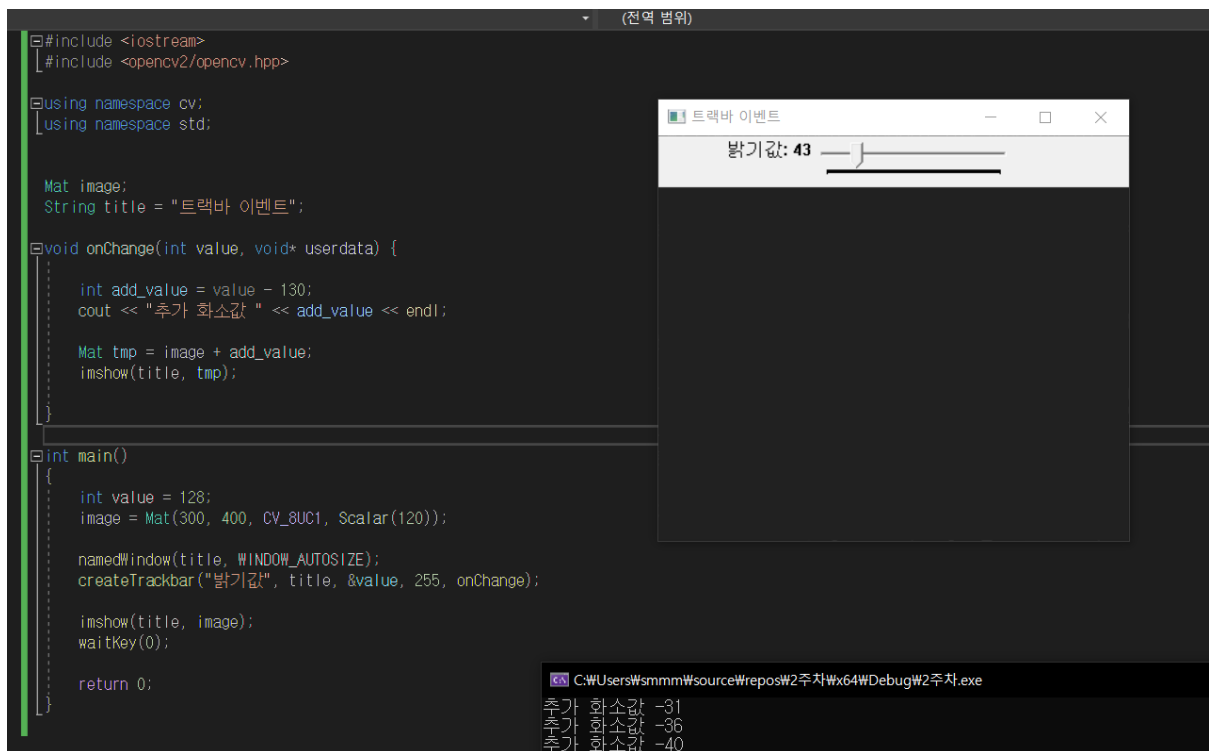 (전역 범위)
#include <iostream>
#include <opencv2/opencv.hpp>
using namespace cv;
using namespace std;
Mat image;
String title = "트랙바 이벤트";
void onChange(int value, void* userdata) {
int add_value = value - 130;
cout << "추가 화소값 " << add_value << endl;
Mat tmp = image + add_value;
imshow(title, tmp);
}
int main()
{
int value = 128;
image = Mat(300, 400, CV_8UC1, Scalar(120));
namedWindow(title, WINDOW_AUTOSIZE);
createTrackbar("밝기값", title, &value, 255, onChange);
imshow(title, image);
waitKey(0);
return 0;
}
트랙바 이벤트
밝기값: 43
C:₩Users₩smmm₩source₩repos₩2주차₩x64₩Debug₩2주차.exe
추가 화소값 -31
추가 화소값 -36
추가 화소값 -40